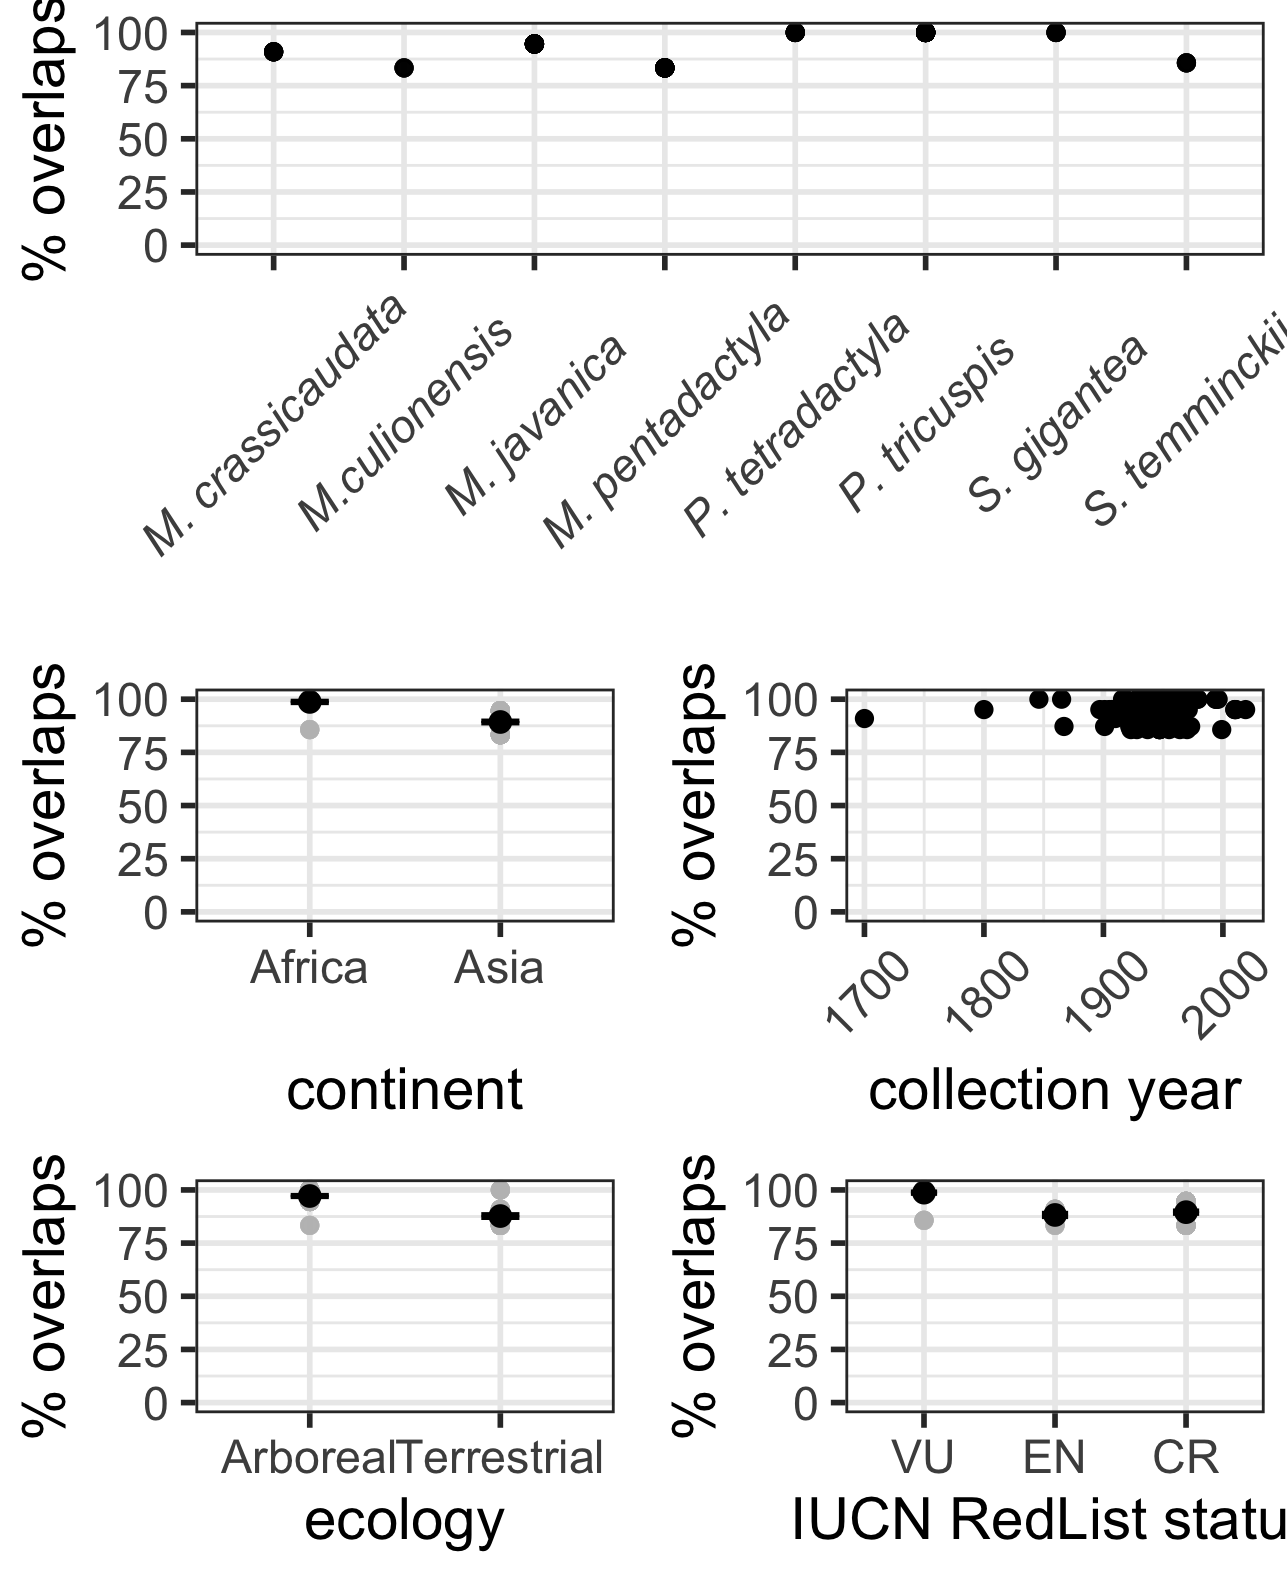 % overlaps
100
75
50
25
0
M. crassicaudata
M.culionensis
M. javanica
M. pentadactyla
P. tetradactyla
P. tricuspis
S. gigantea
S. temminckii
% overlaps
100
75
50
25
0
Africa Asia
continent
% overlaps
100
75
50
25
0
1700 1800 1900 2000
collection year
% overlaps
100
75
50
25
0
Arboreal Terrestrial
ecology
% overlaps
100
75
50
25
0
VU EN CR
IUCN RedList statu